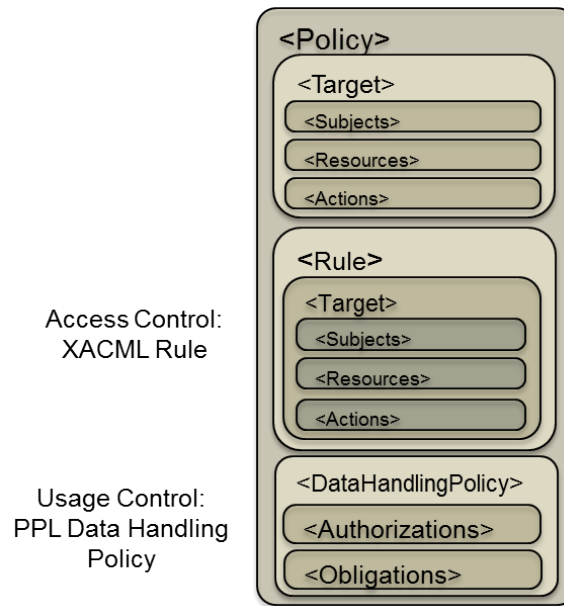 <Policy>
<Target>
<Subjects>
<Resources>
<Actions>
<Rule>
Access Control:
XACML Rule
<Target>
<Subjects>
<Resources>
<Actions>
Usage Control:
PPL Data Handling
Policy
<DataHandlingPolicy>
<Authorizations>
<Obligations>